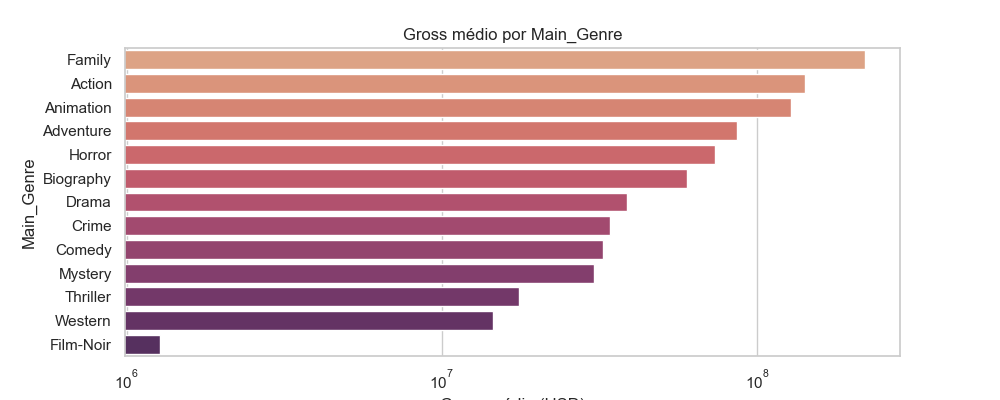 Gross médio por Main_Genre
Main_Genre
Family
Action
Animation
Adventure
Horror
Biography
Drama
Crime
Comedy
Mystery
Thriller
Western
Film-Noir
10⁶ 10⁷ 10⁸